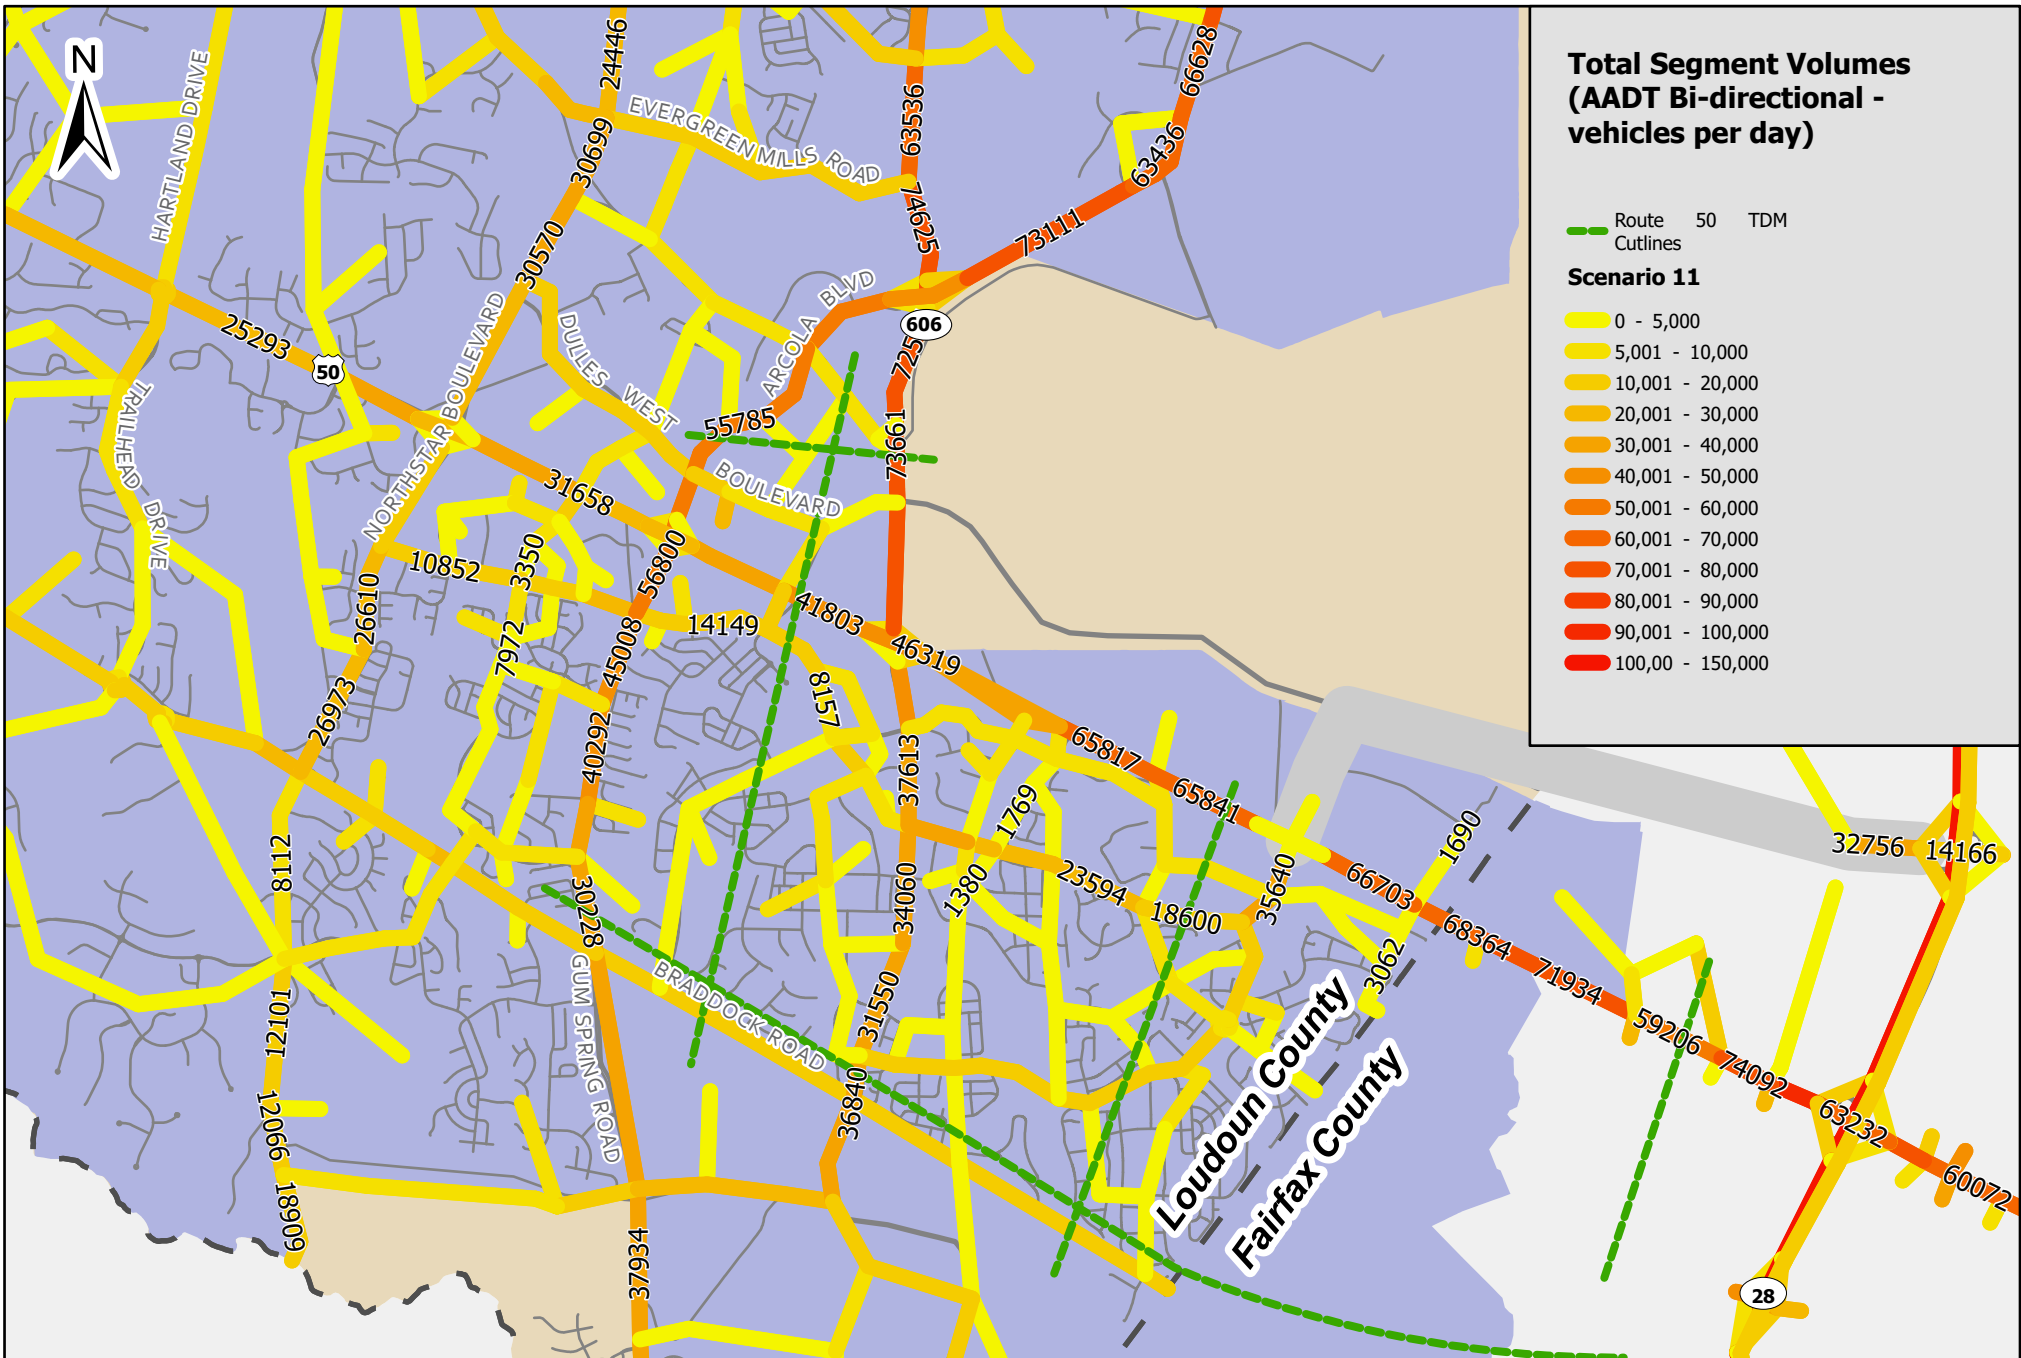 Total Segment Volumes
(AADT Bi-directional -
vehicles per day)
Route 50 TDM
Cutlines
Scenario 11
0 - 5,000
5,001 - 10,000
10,001 - 20,000
20,001 - 30,000
30,001 - 40,000
40,001 - 50,000
50,001 - 60,000
60,001 - 70,000
70,001 - 80,000
80,001 - 90,000
90,001 - 100,000
100,00 - 150,000
N
HARTLAND DRIVE
24446
EVERGREEN MILLS ROAD
30699
63536
66628
63436
74625
73111
30570
ARCOLA BLVD
606
725
25293
50
NORTHSTAR BOULEVARD
DULLES WEST
BOULEVARD
TRAILHEAD DRIVE
55785
73661
31658
10852
3350
56800
26610
7972
45008
14149
41803
46319
8157
26973
40292
37613
65817
65841
1769
1690
8112
30228
34060
1380
23594
18600
35640
66703
68364
32756
14166
3062
71934
59206
74092
63232
60072
12101
GUM SPRING ROAD
BRADDOCK ROAD
31550
36840
12066
18909
37934
Loudoun County
Fairfax County
28